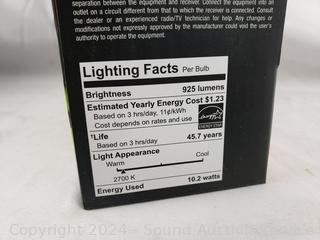 separation between the equipment and receiver. Connect the equipment into an
outlet on a circuit different from that to which the receiver is connected. Consult
the dealer or an experienced radio/TV technician for help. Any changes or
modifications not expressly approved by the manufacturer could void the user's
authority to operate the equipment.
Lighting Facts Per Bulb
Brightness 925 lumens
Estimated Yearly Energy Cost $1.23
Based on 3 hrs/day, 11¢/kWh
Cost depends on rates and use
ENERGY STAR
†Life
Based on 3 hrs/day 45.7 years
Light Appearance
Warm Cool
2700 K
Energy Used 10.2 watts
Copyright 2024 - Sound Auctions